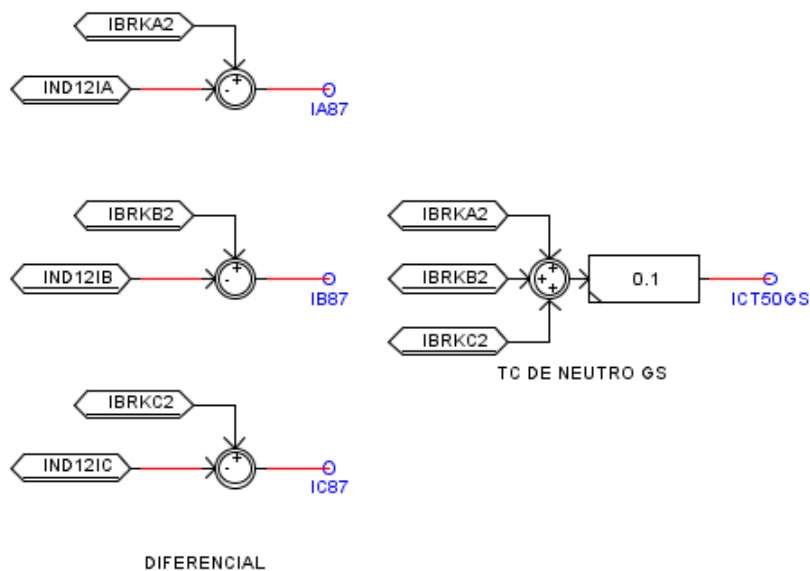 IBRKA2
IND12IA
+
-
IA87
IBRKB2
IND12IB
+
-
IB87
IBRKA2
IBRKB2
IBRKC2
+
+
+
0.1
ICT50GS
TC DE NEUTRO GS
IBRKC2
IND12IC
+
-
IC87
DIFERENCIAL